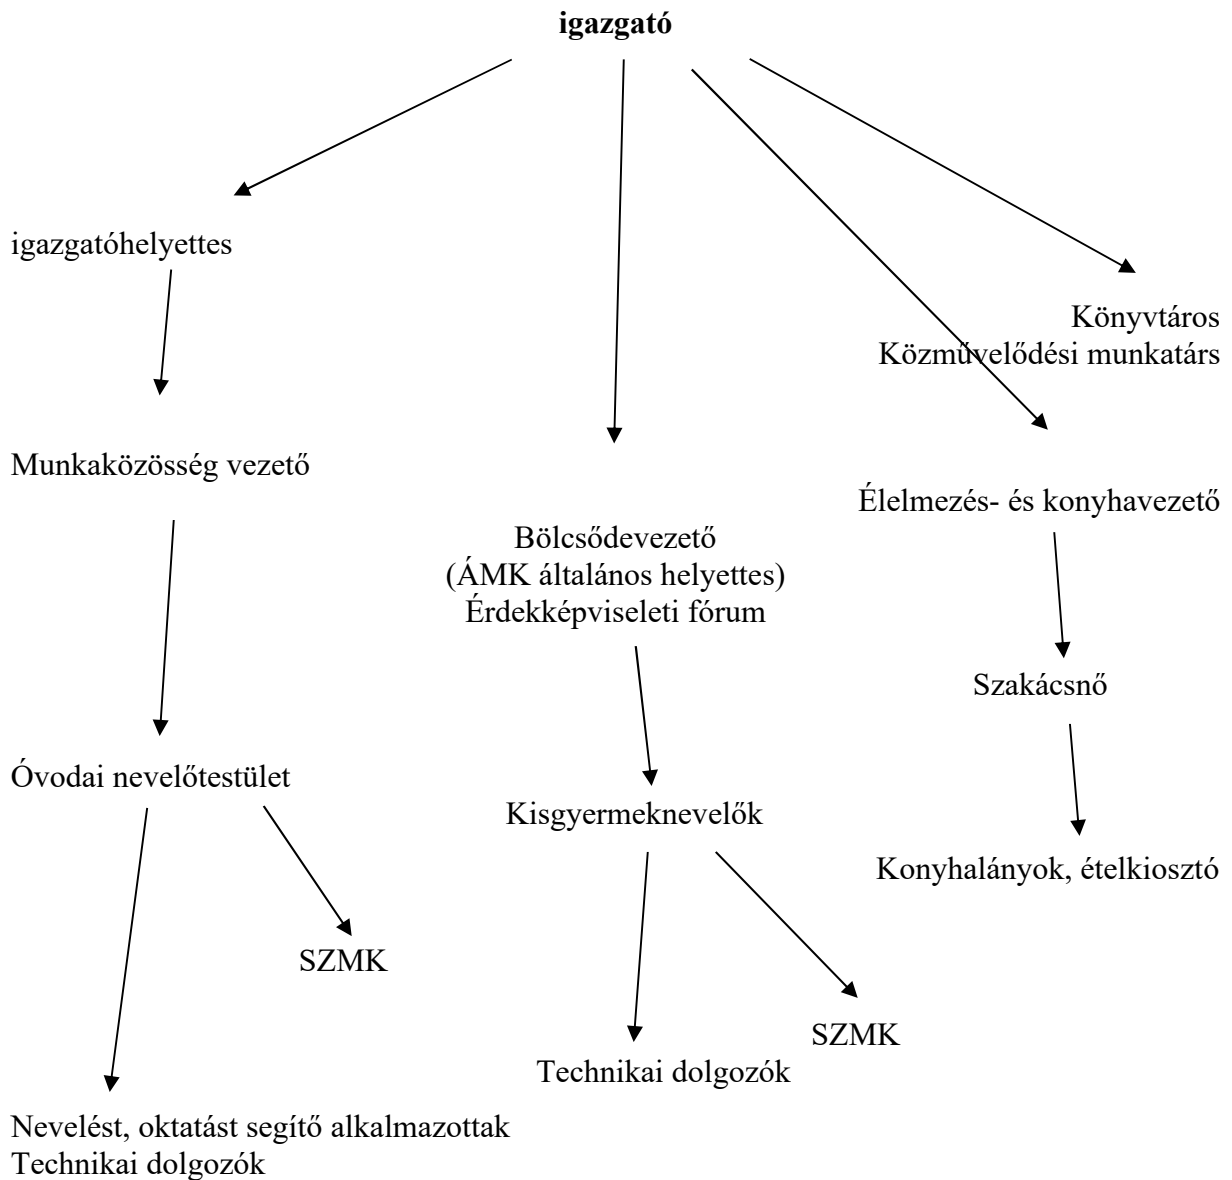 igazgató
igazgatóhelyettes
Könyvtáros
Közművelődési munkatárs
Munkaközösség vezető
Élelmezés- és konyhavezető
Bölcsődevezető
(ÁMK általános helyettes)
Érdekképviseleti fórum
Szakácsnő
Óvodai nevelőtestület
Kisgyermeknevelők
Konyhalányok, ételkiosztó
SZMK
SZMK
Technikai dolgozók
Nevelést, oktatást segítő alkalmazottak
Technikai dolgozók